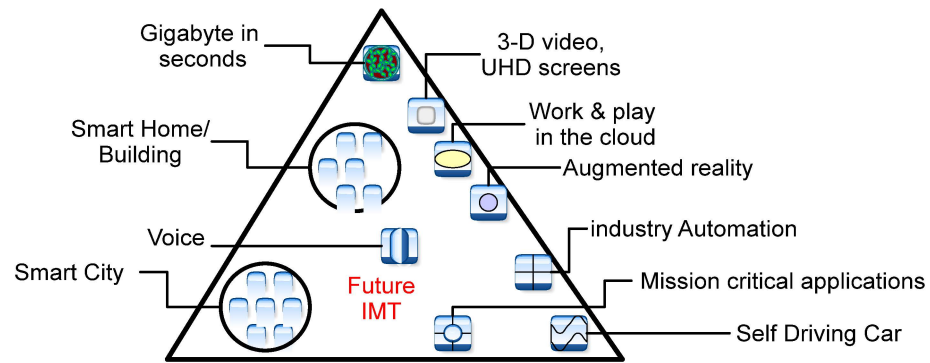 Gigabyte in
seconds
3-D video,
UHD screens
Smart Home/
Building
Work & play
in the cloud
Augmented reality
Voice
industry Automation
Smart City
Future
IMT
Mission critical applications
Self Driving Car